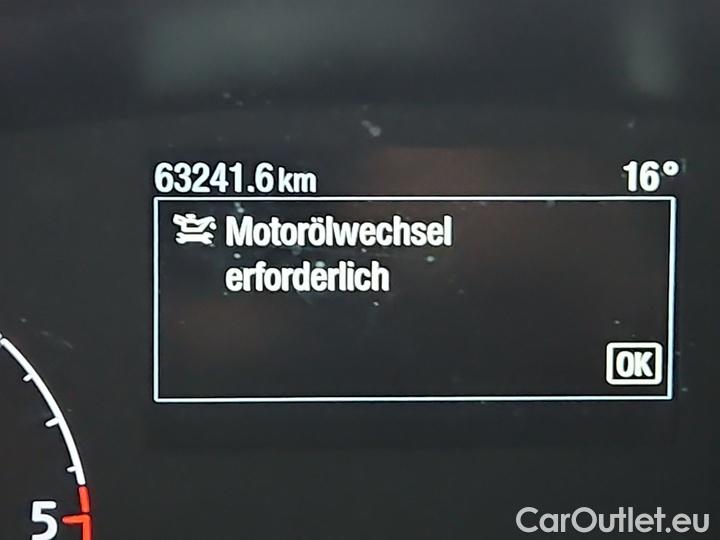 63241.6 km 16°
Motorölwechsel
erforderlich
OK
5
CarOutlet.eu